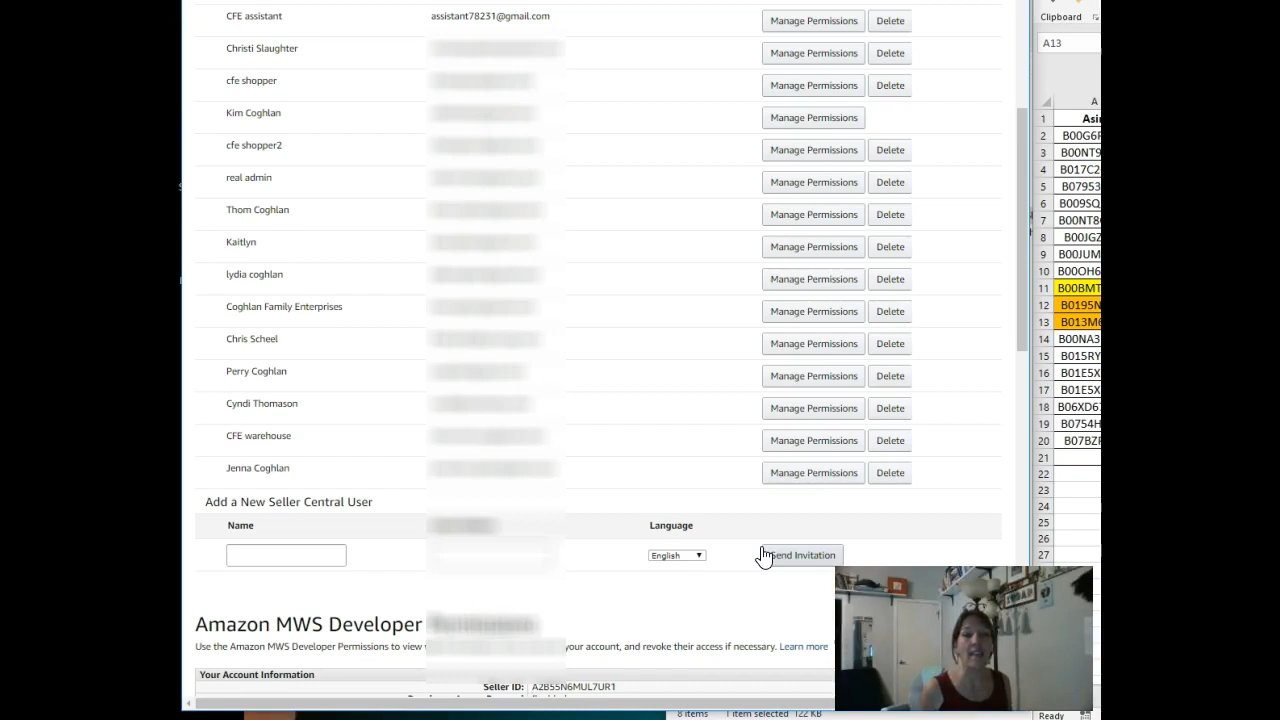 CFE assistant assistant78231@gmail.com Manage Permissions Delete
Christi Slaughter Manage Permissions Delete
cfe shopper Manage Permissions Delete
Kim Coghlan Manage Permissions
cfe shopper2 Manage Permissions Delete
real admin Manage Permissions Delete
Thom Coghlan Manage Permissions Delete
Kaitlyn Manage Permissions Delete
lydia coghlan Manage Permissions Delete
Coghlan Family Enterprises Manage Permissions Delete
Chris Scheel Manage Permissions Delete
Perry Coghlan Manage Permissions Delete
Cyndi Thomason Manage Permissions Delete
CFE warehouse Manage Permissions Delete
Jenna Coghlan Manage Permissions Delete
Add a New Seller Central User
Name Language
English Send Invitation
Amazon MWS Developer
Use the Amazon MWS Developer Permissions to view your account, and revoke their access if necessary. Learn more
Your Account Information
Seller ID: A2B55N6MUL7UR1
8 items 1 item selected 122 KB
Clipboard
A13
A
1 Asi
2 B00G6
3 B00NT9
4 B017C2
5 B07953
6 B009SQ
7 B00NT8
8 B00JGZ
9 B00JUM
10 B00OH6
11 B00BMT
12 B0195N
13 B013M6
14 B00NA3
15 B015RY
16 B01E5X
17 B01E5X
18 B06XD6
19 B0754H
20 B07BZ
21
22
23
24
25
26
27
Ready